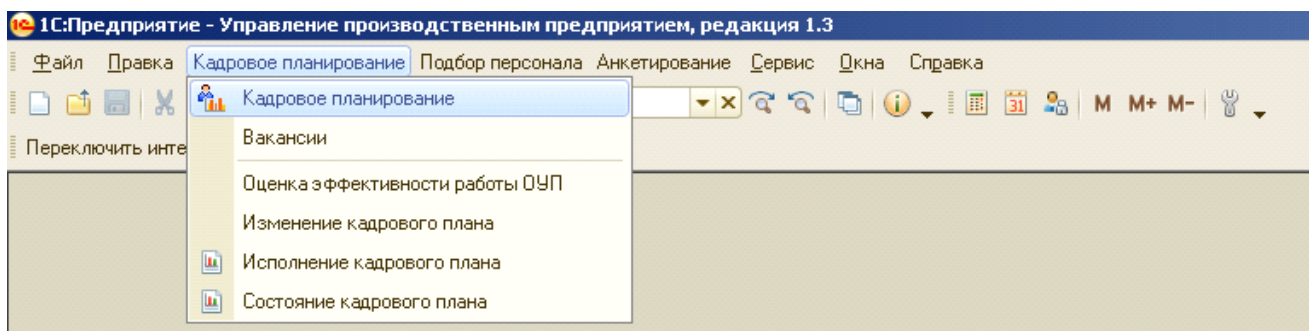 1С:Предприятие - Управление производственным предприятием, редакция 1.3
Файл Правка Кадровое планирование Подбор персонала Анкетирование Сервис Окна Справка
Кадровое планирование
31 M M+ M-
Вакансии
Переключить инте
Оценка эффективности работы ОУП
Изменение кадрового плана
Исполнение кадрового плана
Состояние кадрового плана